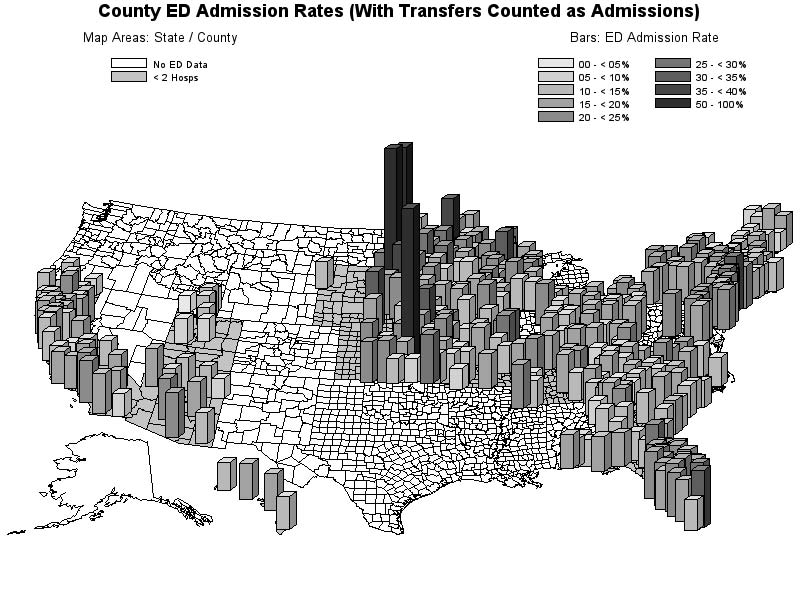 County ED Admission Rates (With Transfers Counted as Admissions)
Map Areas: State / County
No ED Data
< 2 Hosps
Bars: ED Admission Rate
00 - < 05%
05 - < 10%
10 - < 15%
15 - < 20%
20 - < 25%
25 - < 30%
30 - < 35%
35 - < 40%
50 - 100%